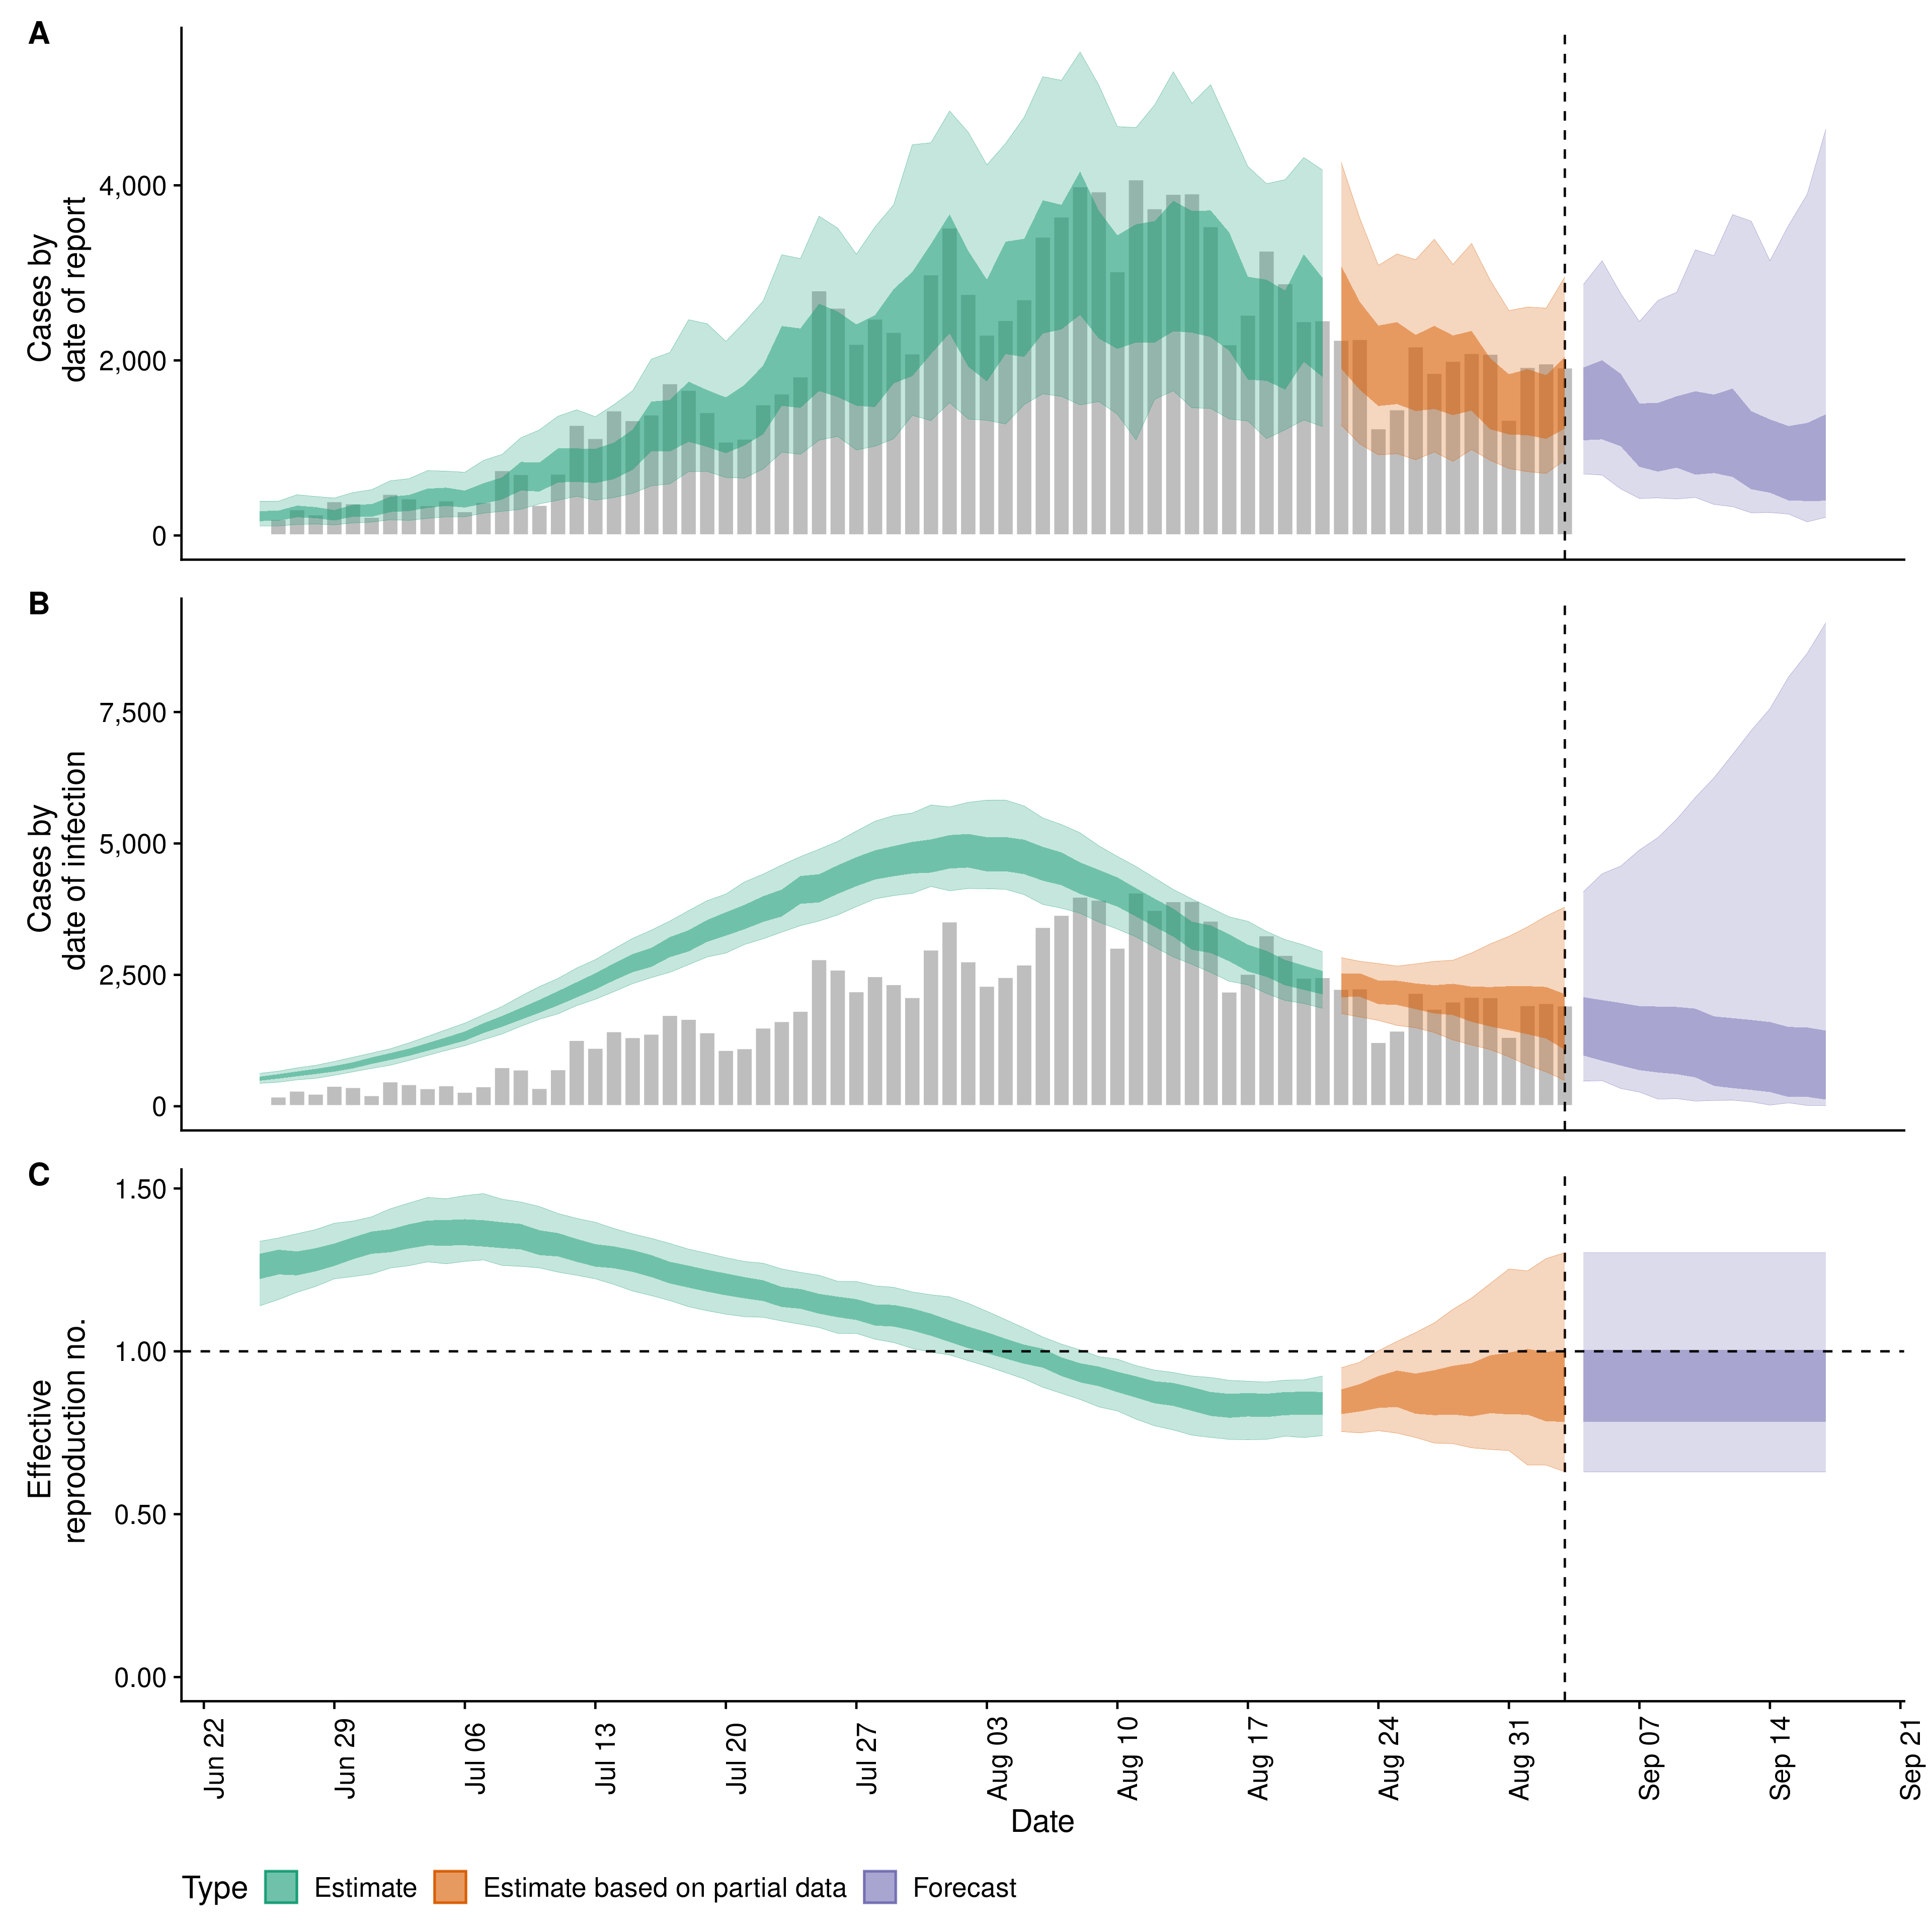 A
Cases by
date of report
4,000
2,000
0
B
Cases by
date of infection
7,500
5,000
2,500
0
C
Effective
reproduction no.
1.50
1.00
0.50
0.00
Jun 22
Jun 29
Jul 06
Jul 13
Jul 20
Jul 27
Aug 03
Aug 10
Aug 17
Aug 24
Aug 31
Sep 07
Sep 14
Sep 21
Date
Type Estimate Estimate based on partial data Forecast